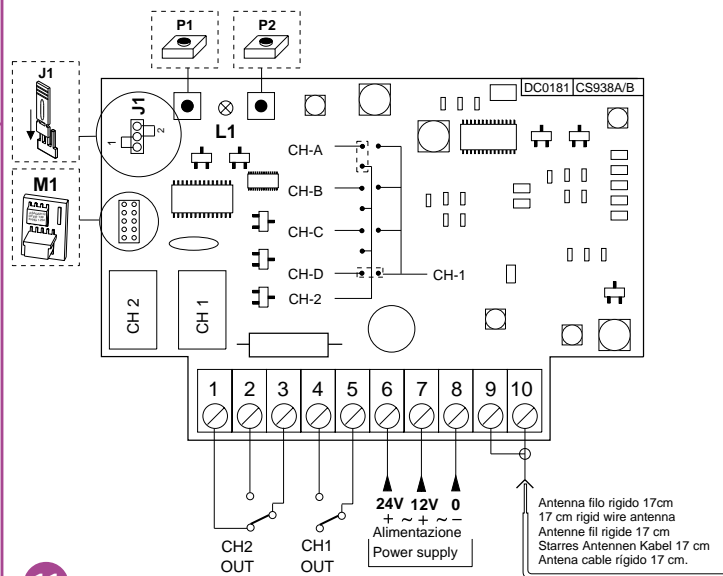 P1
P2
J1
DC0181 CS938A/B
J1
1
2
L1
CH-A
M1
CH-B
CH-C
CH-D
CH-1
CH-2
CH 2
CH 1
1 2 3 4 5 6 7 8 9 10
24V 12V 0
+ ~ + ~ −
Alimentazione
Power supply
CH2
OUT
CH1
OUT
Antenna filo rigido 17cm
17 cm rigid wire antenna
Antenne fil rigide 17 cm
Starres Antennen Kabel 17 cm
Antena cable rígido 17 cm.